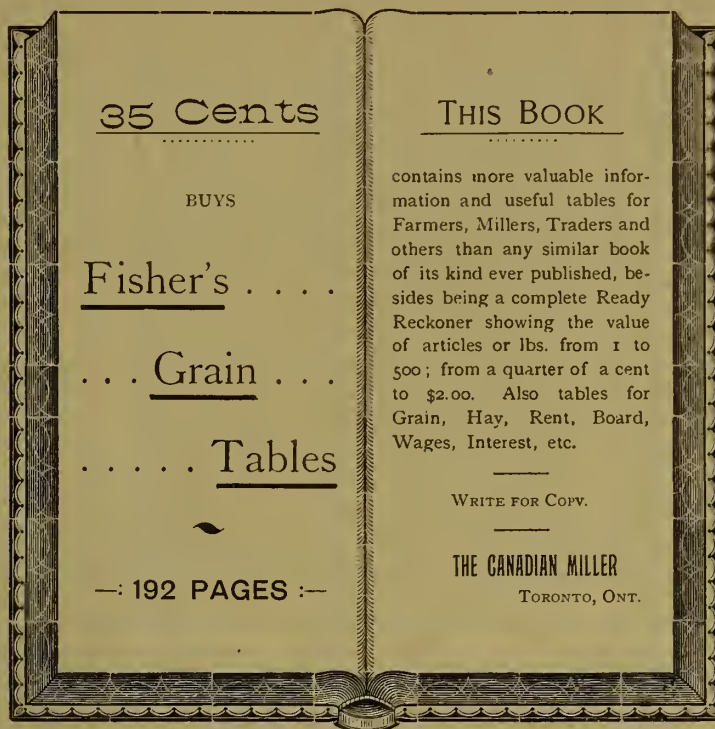 35 Cents
BUYS
Fisher's . . . .
. . . Grain . . .
. . . . . Tables
—: 192 PAGES :—
THIS BOOK
contains more valuable infor-
mation and useful tables for
Farmers, Millers, Traders and
others than any similar book
of its kind ever published, be-
sides being a complete Ready
Reckoner showing the value
of articles or lbs. from 1 to
500; from a quarter of a cent
to $2.00. Also tables for
Grain, Hay, Rent, Board,
Wages, Interest, etc.
WRITE FOR COPY.
THE CANADIAN MILLER
TORONTO, ONT.